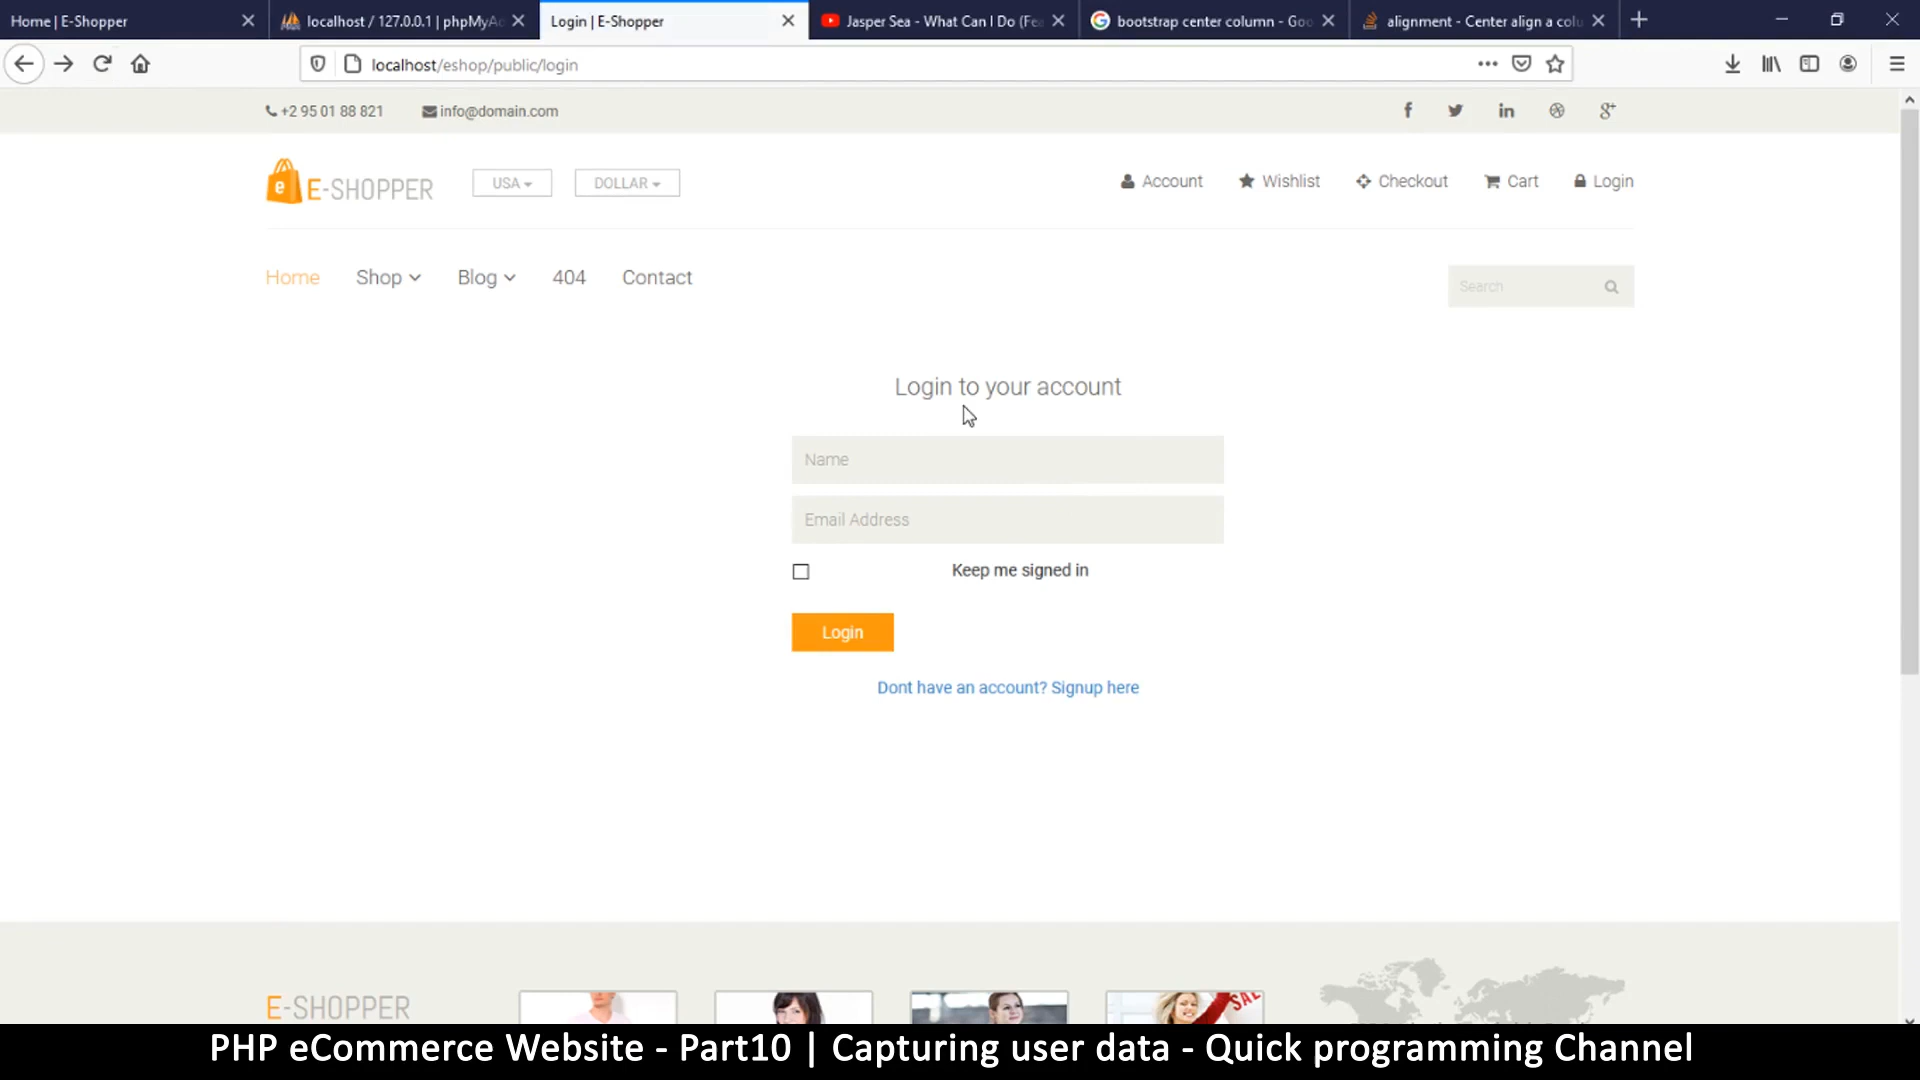 Home | E-Shopper
localhost / 127.0.0.1 | phpMyAd
Login | E-Shopper
Jasper Sea - What Can I Do (Fea
bootstrap center column - Goo
alignment - Center align a colu
localhost/eshop/public/login
+2 95 01 88 821
info@domain.com
E-SHOPPER
USA
DOLLAR
Account
Wishlist
Checkout
Cart
Login
Home
Shop
Blog
404
Contact
Search
Login to your account
Name
Email Address
Keep me signed in
Login
Dont have an account? Signup here
E-SHOPPER
SALE
PHP eCommerce Website - Part10 | Capturing user data - Quick programming Channel